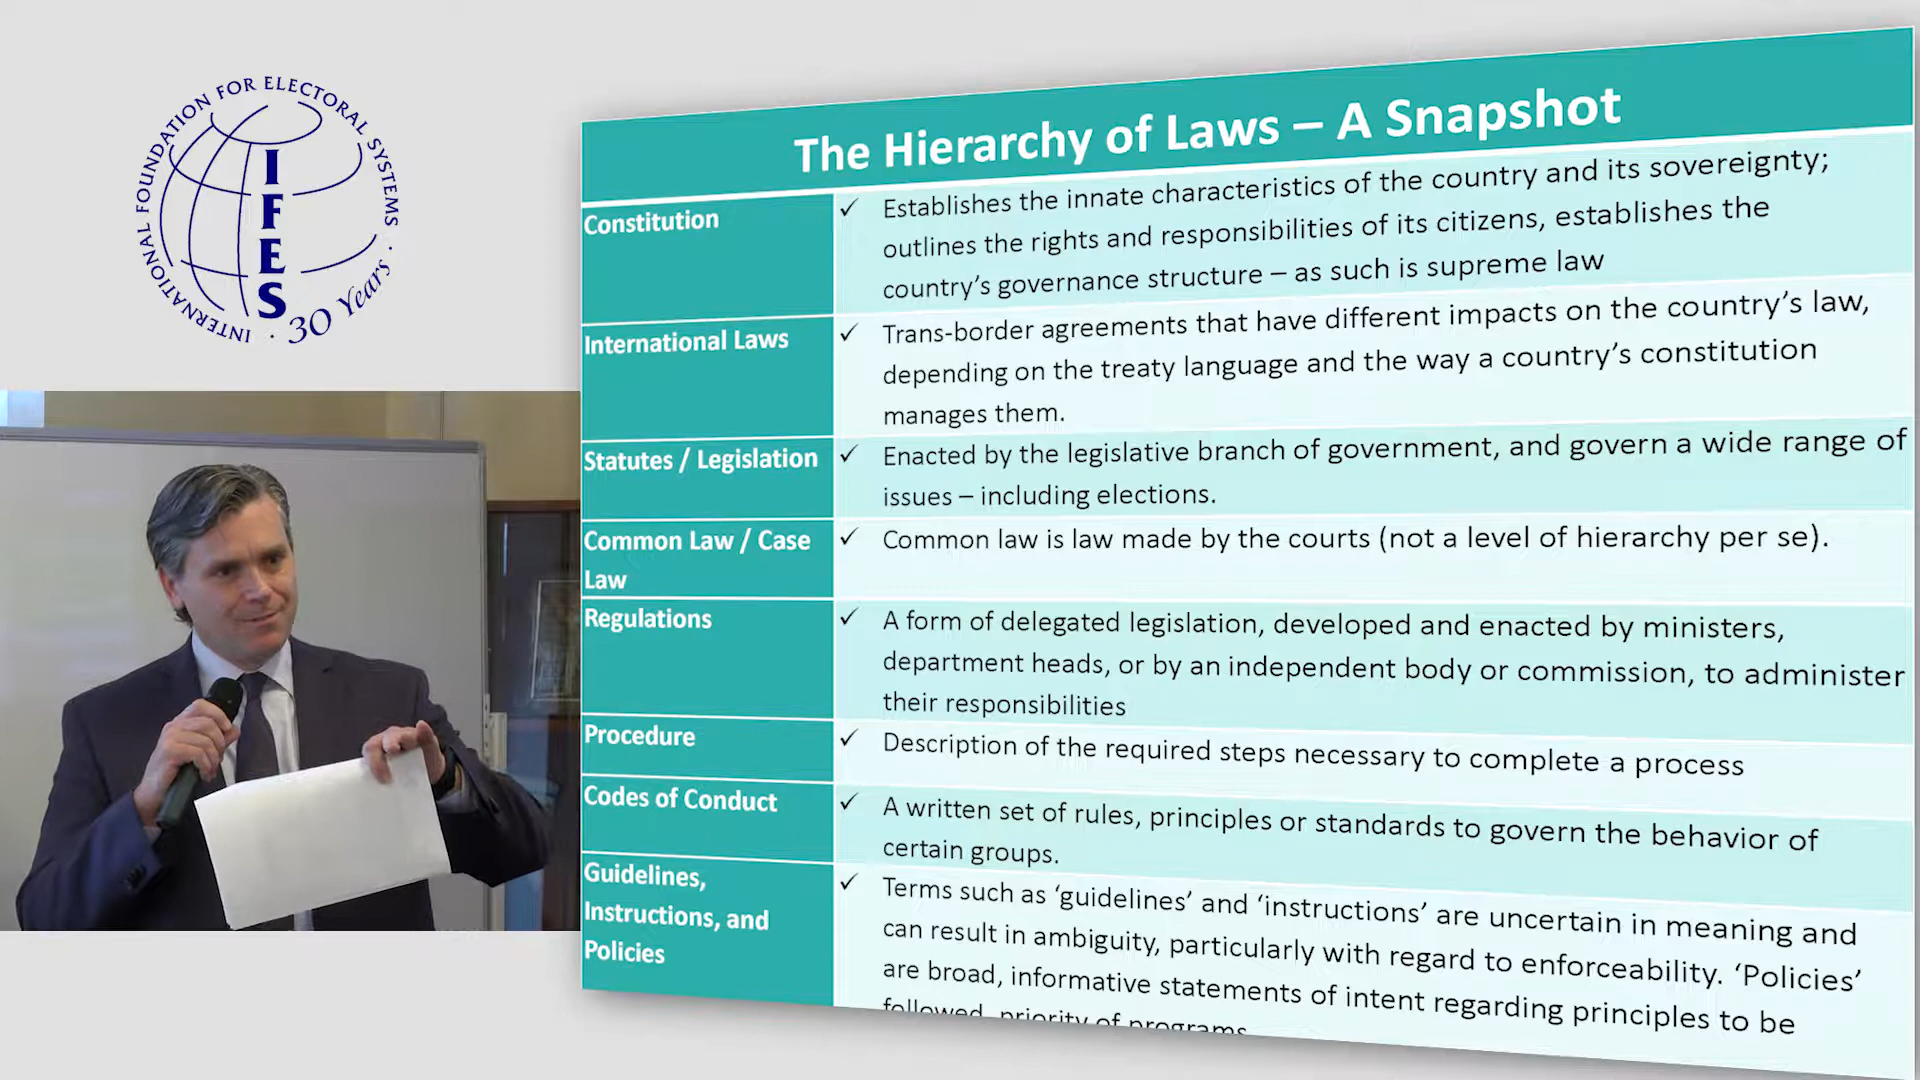 INTERNATIONAL FOUNDATION FOR ELECTORAL SYSTEMS · 30 Years ·
IFES
The Hierarchy of Laws – A Snapshot
Constitution
✓ Establishes the innate characteristics of the country and its sovereignty;
outlines the rights and responsibilities of its citizens, establishes the
country’s governance structure – as such is supreme law
International Laws
✓ Trans-border agreements that have different impacts on the country’s law,
depending on the treaty language and the way a country’s constitution
manages them.
Statutes / Legislation
✓ Enacted by the legislative branch of government, and govern a wide range of
issues – including elections.
Common Law / Case
Law
✓ Common law is law made by the courts (not a level of hierarchy per se).
Regulations
✓ A form of delegated legislation, developed and enacted by ministers,
department heads, or by an independent body or commission, to administer
their responsibilities
Procedure
✓ Description of the required steps necessary to complete a process
Codes of Conduct
✓ A written set of rules, principles or standards to govern the behavior of
certain groups.
Guidelines,
Instructions, and
Policies
✓ Terms such as ‘guidelines’ and ‘instructions’ are uncertain in meaning and
can result in ambiguity, particularly with regard to enforceability. ‘Policies’
are broad, informative statements of intent regarding principles to be
followed, priority of programs